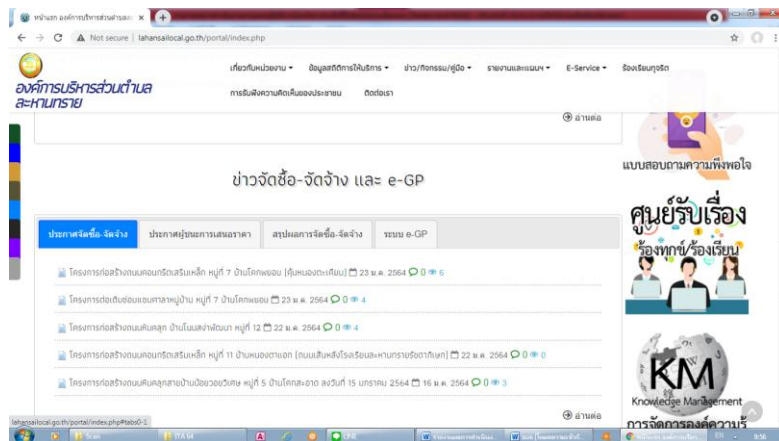 หน้าแรก องค์การบริหารส่วนตำบลละ
Not secure | lahansailocal.go.th/portal/index.php
องค์การบริหารส่วนตำบล
ละหานทราย
เกี่ยวกับหน่วยงาน ข้อมูลสถิติการให้บริการ ข่าว/กิจกรรม/คู่มือ รายงานและแผนฯ E-Service ร้องเรียนทุจริต
การรับฟังความคิดเห็นของประชาชน ติดต่อเรา
อ่านต่อ
แบบสอบถามความพึงพอใจ
ข่าวจัดซื้อ-จัดจ้าง และ e-GP
ศูนย์รับเรื่อง
ร้องทุกข์/ร้องเรียน
ประกาศจัดซื้อ-จัดจ้าง ประกาศผู้ชนะการเสนอราคา สรุปผลการจัดซื้อ-จัดจ้าง ระบบ e-GP
โครงการก่อสร้างถนนคอนกรีตเสริมเหล็ก หมู่ที่ 7 บ้านโคกพยอม (คุ้มหนองตะเคียน) 23 ม.ค. 2564 0 6
โครงการต่อเติมซ่อมแซมศาลาหมู่บ้าน หมู่ที่ 7 บ้านโคกพยอม 23 ม.ค. 2564 0 4
โครงการก่อสร้างถนนหินคลุก บ้านโนนสง่าพัฒนา หมู่ที่ 12 22 ม.ค. 2564 0 4
โครงการก่อสร้างถนนคอนกรีตเสริมเหล็ก หมู่ที่ 11 บ้านหนองตาแอก (ถนนเส้นหลังโรงเรียนละหานทรายรัชดาภิเษก) 22 ม.ค. 2564 0 0
โครงการก่อสร้างถนนหินคลุกสายบ้านน้อยวอยวิเศษ หมู่ที่ 5 บ้านโคกสะอาด ลงวันที่ 15 มกราคม 2564 16 ม.ค. 2564 0 3
อ่านต่อ
KM
Knowledge Management
การจัดการองค์ความรู้
lahansailocal.go.th/portal/index.php#tabs0-1
Scan ITA 64 LINE EN 9:56